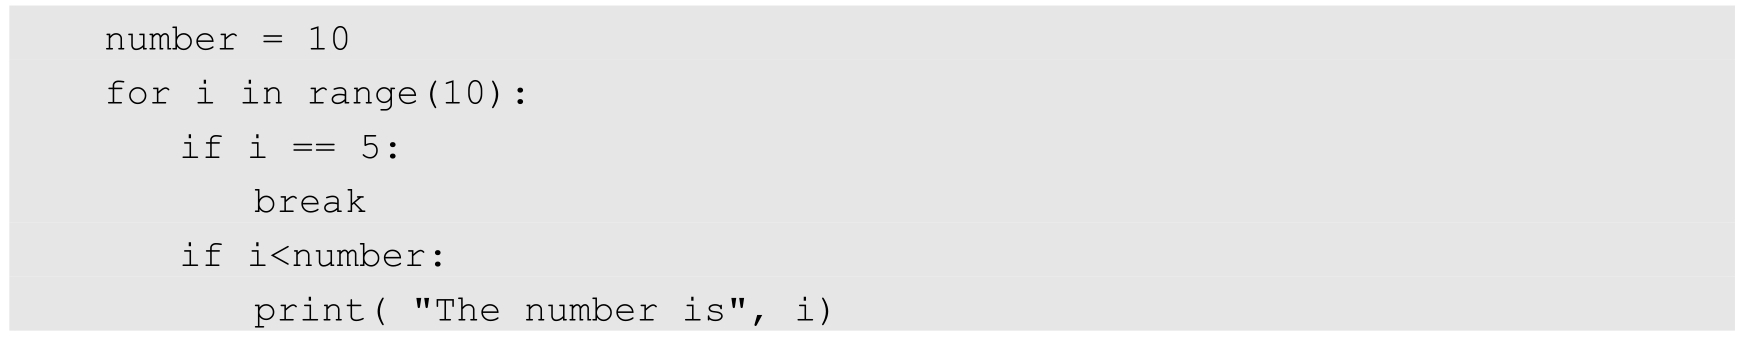 number = 10
for i in range(10):
    if i == 5:
        break
    if i<number:
        print( "The number is", i)